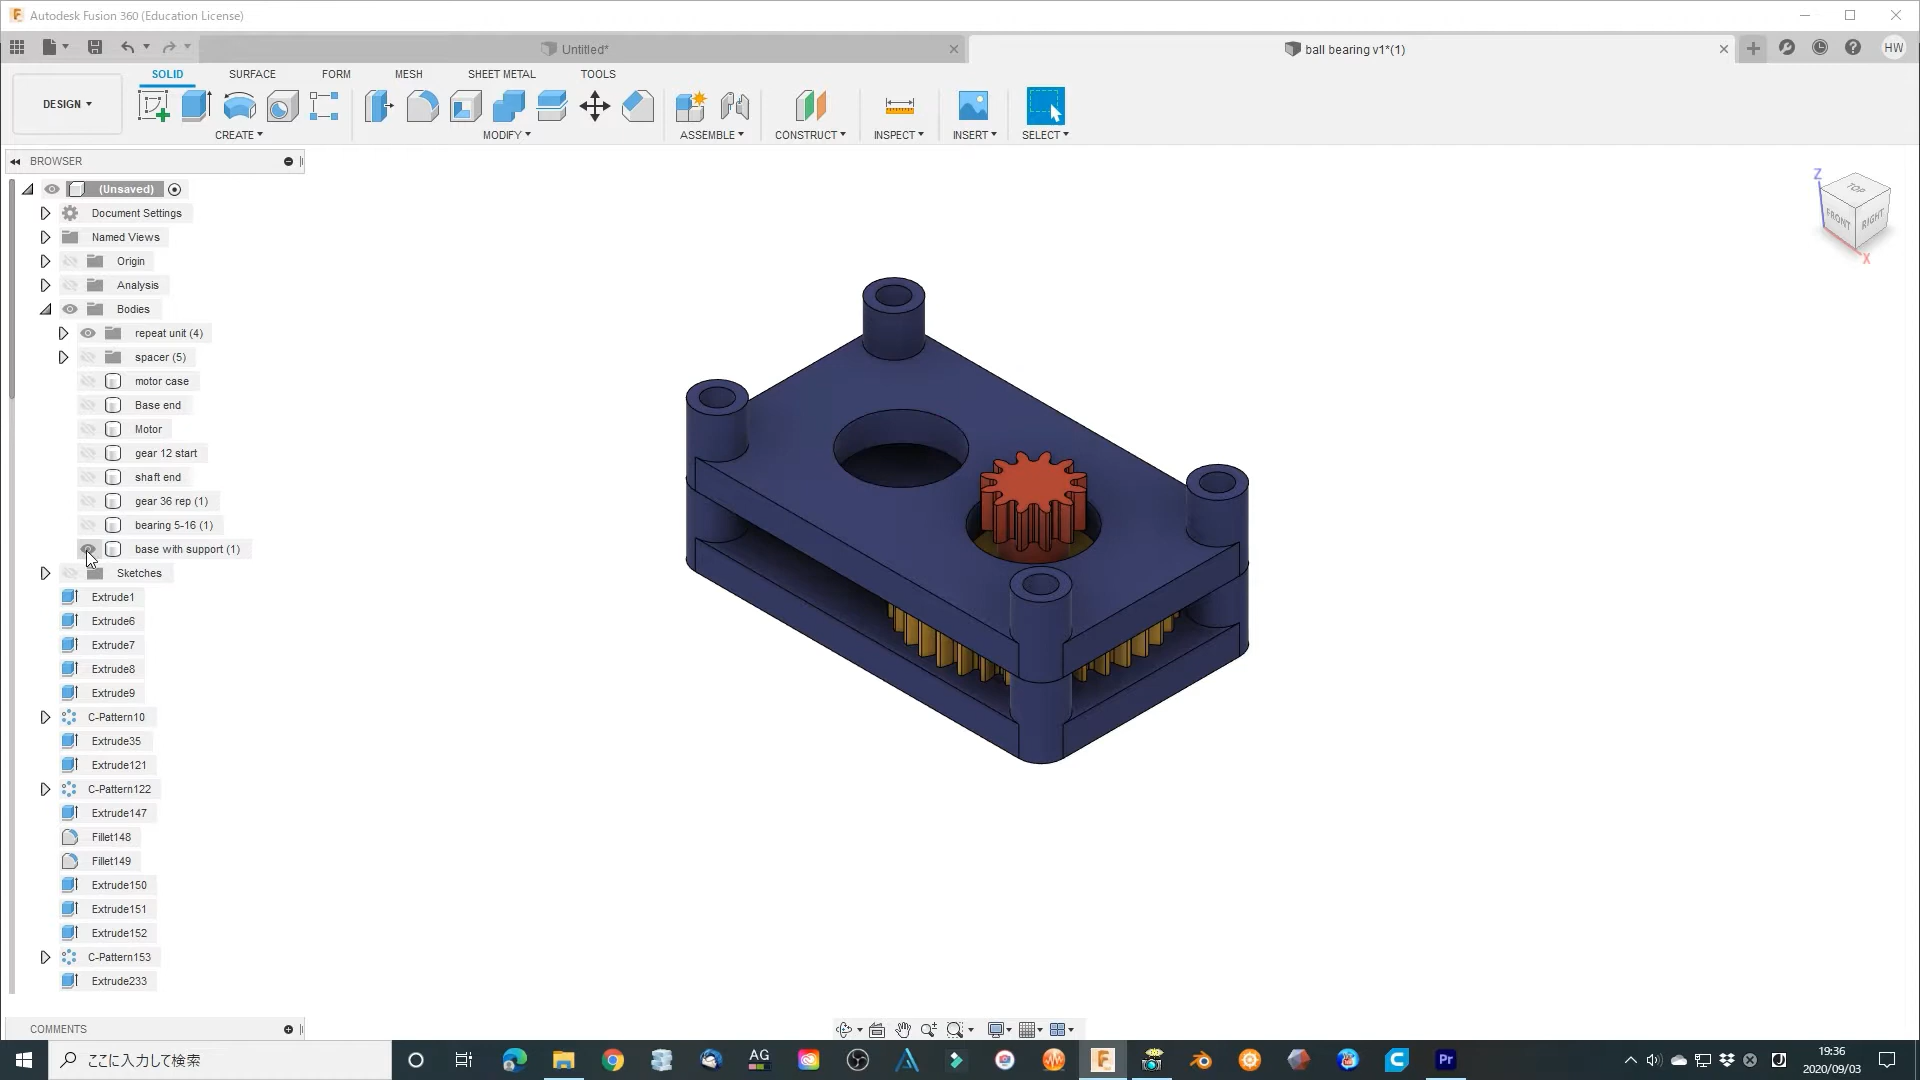 Autodesk Fusion 360 (Education License)
Untitled*
ball bearing v1*(1)
HW
DESIGN
SOLID
SURFACE
FORM
MESH
SHEET METAL
TOOLS
CREATE
MODIFY
ASSEMBLE
CONSTRUCT
INSPECT
INSERT
SELECT
BROWSER
(Unsaved)
Document Settings
Named Views
Origin
Analysis
Bodies
repeat unit (4)
spacer (5)
motor case
Base end
Motor
gear 12 start
shaft end
gear 36 rep (1)
bearing 5-16 (1)
base with support (1)
Sketches
Extrude1
Extrude6
Extrude7
Extrude8
Extrude9
C-Pattern10
Extrude35
Extrude121
C-Pattern122
Extrude147
Fillet148
Fillet149
Extrude150
Extrude151
Extrude152
C-Pattern153
Extrude233
Z
TOP
FRONT
RIGHT
X
COMMENTS
ここに入力して検索
AG
Pr
19:36
2020/09/03